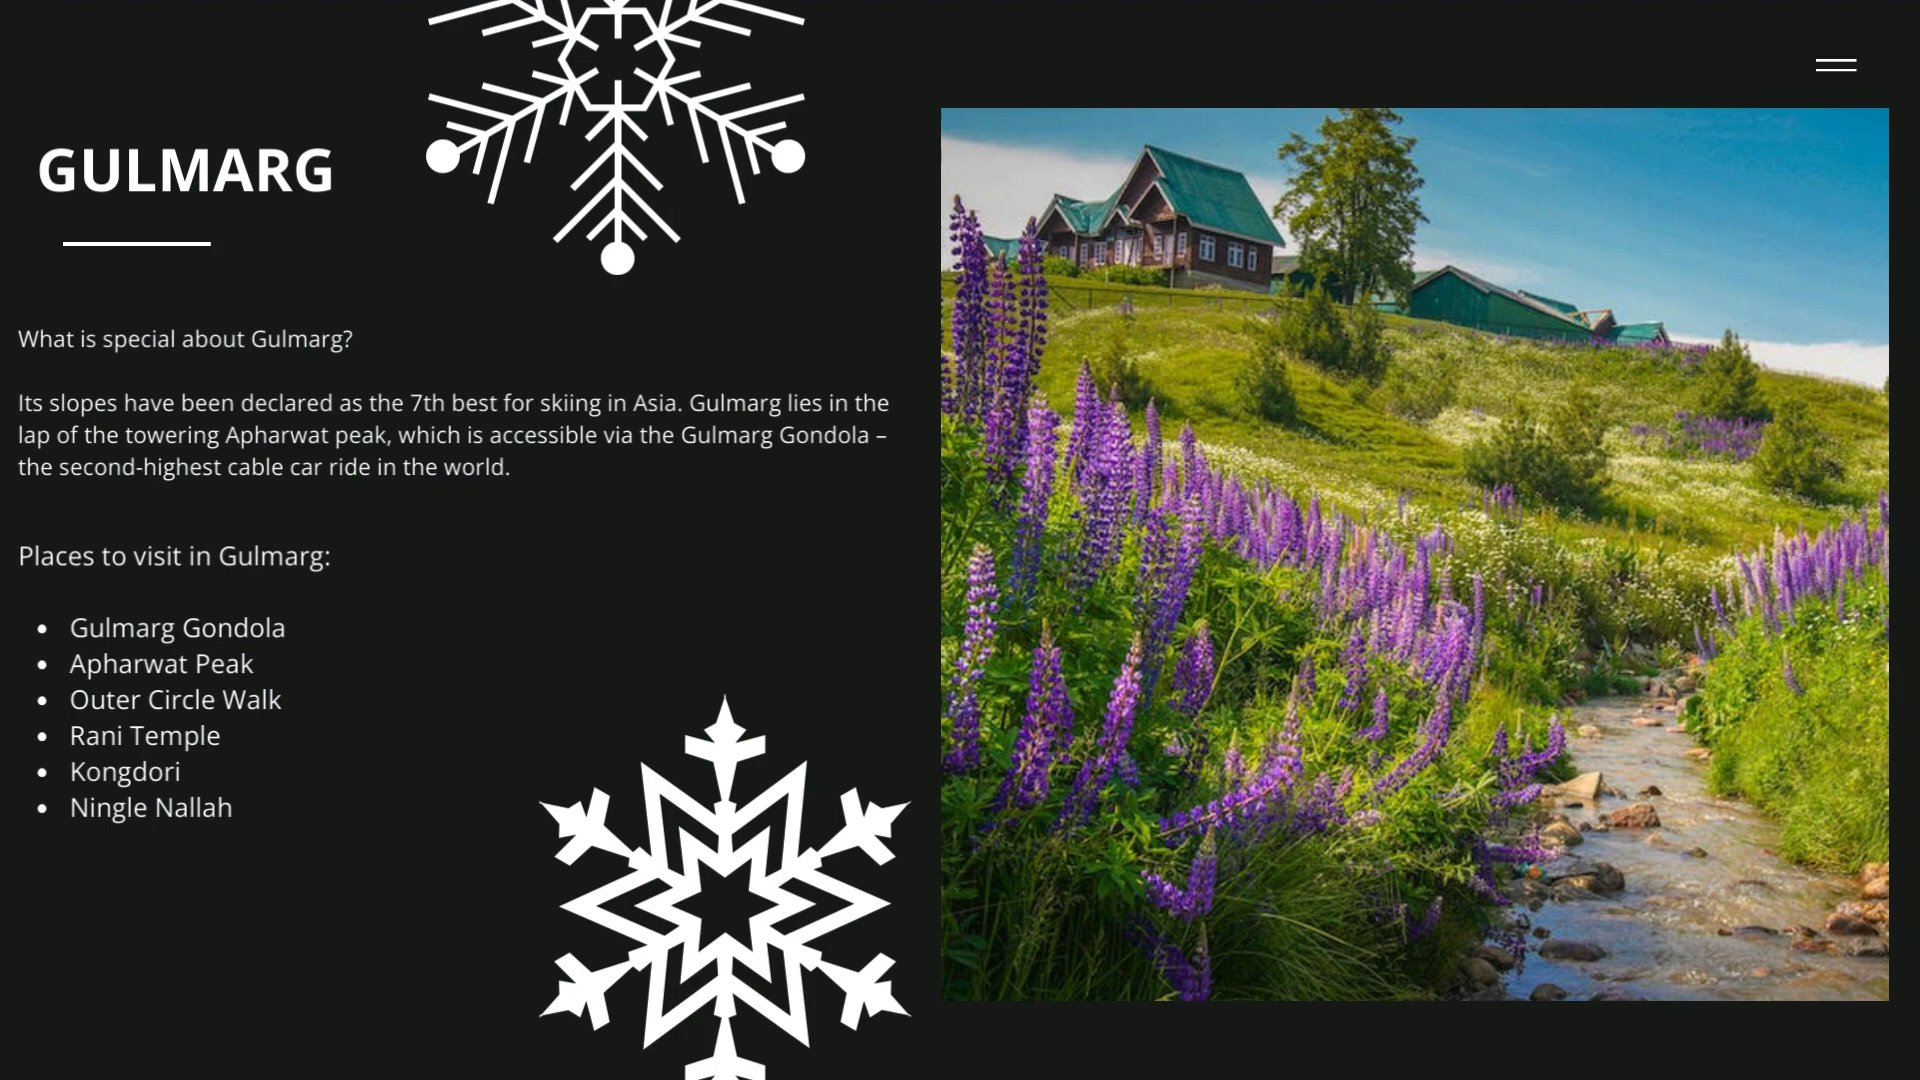 GULMARG
What is special about Gulmarg?
Its slopes have been declared as the 7th best for skiing in Asia. Gulmarg lies in the
lap of the towering Apharwat peak, which is accessible via the Gulmarg Gondola –
the second-highest cable car ride in the world.
Places to visit in Gulmarg:
• Gulmarg Gondola
• Apharwat Peak
• Outer Circle Walk
• Rani Temple
• Kongdori
• Ningle Nallah